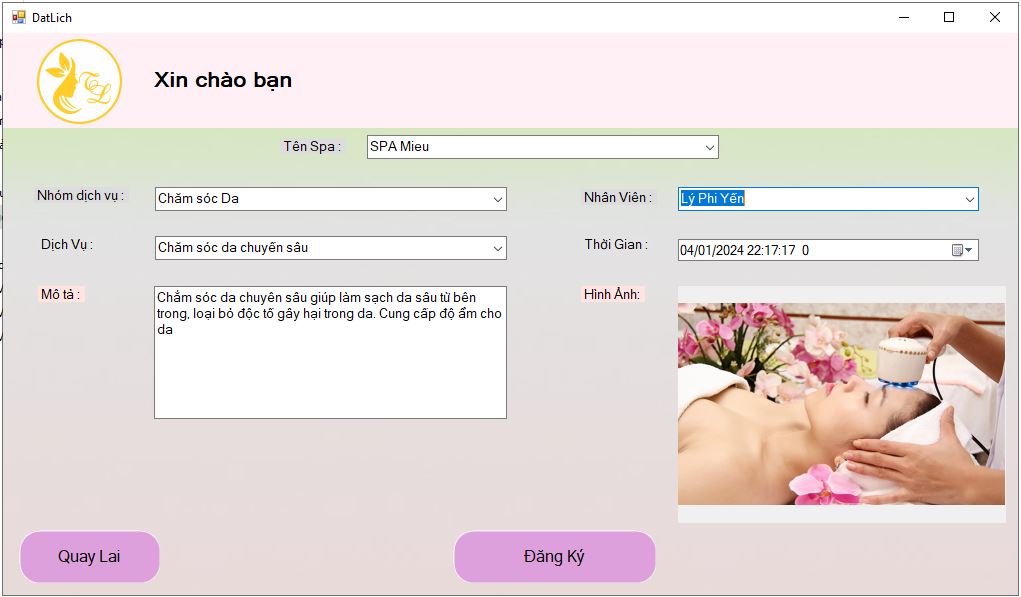 DatLich
TL
Xin chào bạn
Tên Spa :
SPA Mieu
Nhóm dịch vụ :
Chăm sóc Da
Nhân Viên :
Lý Phi Yến
Dịch Vụ :
Chăm sóc da chuyến sâu
Thời Gian :
04/01/2024 22:17:17 0
Mô tả :
Chẳm sóc da chuyên sâu giúp làm sạch da sâu từ bên
trong, loại bỏ độc tố gây hại trong da. Cung cấp độ ẩm cho
da
Hình Ảnh:
Quay Lai
Đăng Ký